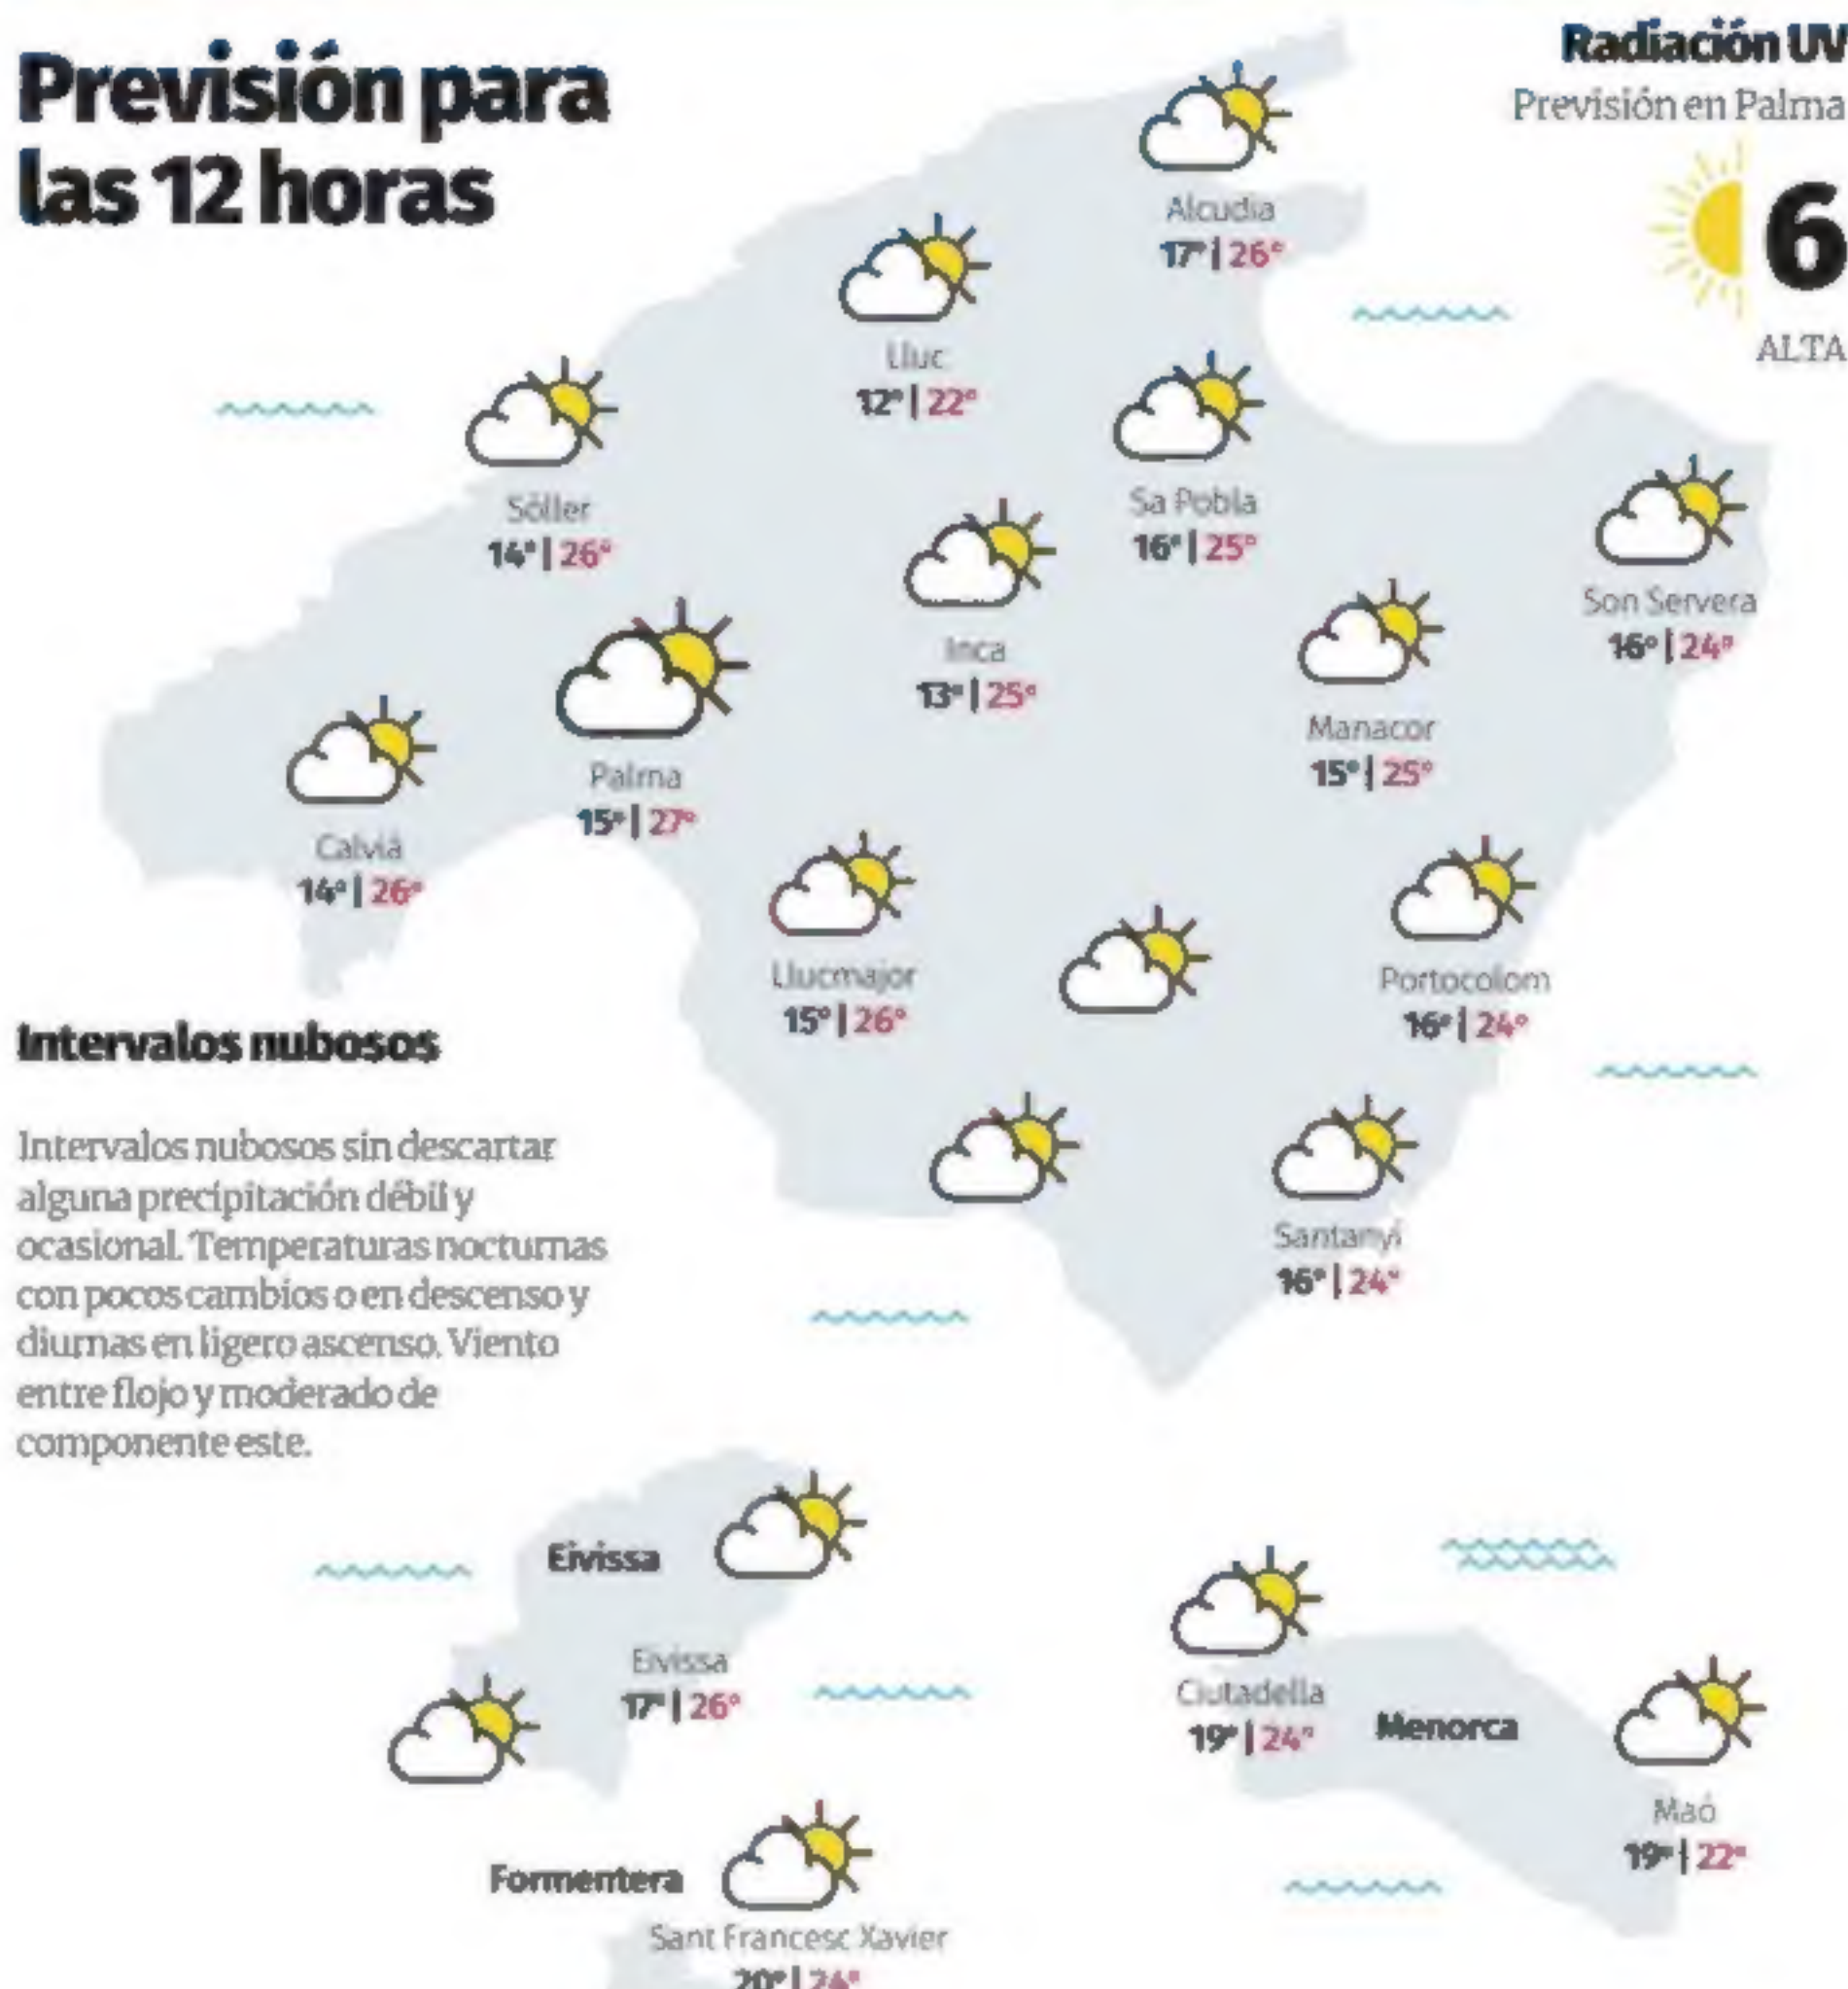 Previsión para
las 12 horas
Radiación UV
Previsión en Palma
6
ALTA
Alcudia
17°|26°
Lluc
12°|22°
Sóller
14°|26°
Sa Pobla
16°|25°
Son Servera
16°|24°
Inca
13°|25°
Manacor
15°|25°
Palma
15°|27°
Calvià
14°|26°
Llucmajor
15°|26°
Portocolom
16°|24°
Santanyí
16°|24°
Intervalos nubosos
Intervalos nubosos sin descartar
alguna precipitación débil y
ocasional. Temperaturas nocturnas
con pocos cambios o en descenso y
diurnas en ligero ascenso. Viento
entre flojo y moderado de
componente este.
Eivissa
Eivissa
17°|26°
Ciutadella
19°|24°
Menorca
Maó
19°|22°
Formentera
Sant Francesc Xavier
20°|24°